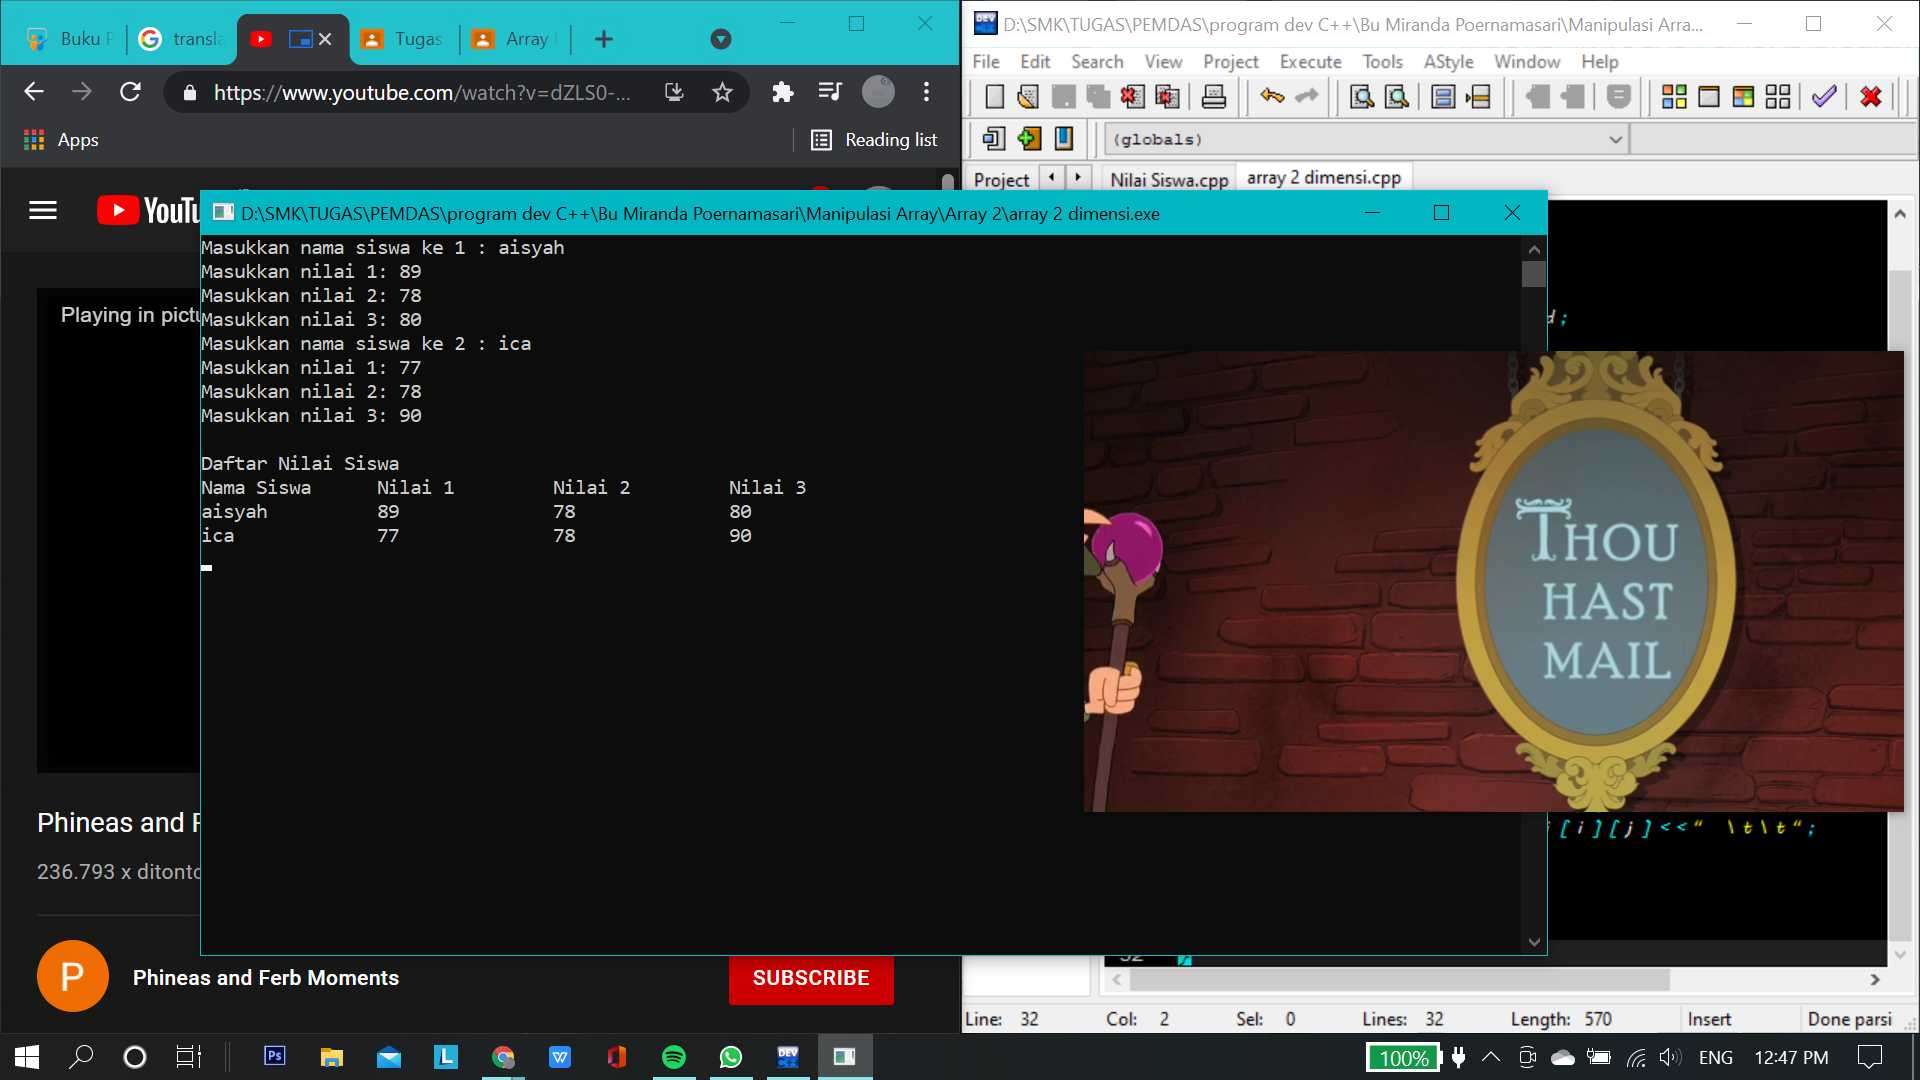 Buku P
transla
Tugas
Array
https://www.youtube.com/watch?v=dZLS0-...
Apps
Reading list
YouTu
Playing in pictu
Phineas and F
236.793 x ditonto
P
Phineas and Ferb Moments
SUBSCRIBE
D:\SMK\TUGAS\PEMDAS\program dev C++\Bu Miranda Poernamasari\Manipulasi Array\Array 2\array 2 dimensi.exe
Masukkan nama siswa ke 1 : aisyah
Masukkan nilai 1: 89
Masukkan nilai 2: 78
Masukkan nilai 3: 80
Masukkan nama siswa ke 2 : ica
Masukkan nilai 1: 77
Masukkan nilai 2: 78
Masukkan nilai 3: 90
Daftar Nilai Siswa
Nama Siswa Nilai 1 Nilai 2 Nilai 3
aisyah 89 78 80
ica 77 78 90
DEV
D:\SMK\TUGAS\PEMDAS\program dev C++\Bu Miranda Poernamasari\Manipulasi Arra...
File Edit Search View Project Execute Tools AStyle Window Help
(globals)
Project Nilai Siswa.cpp array 2 dimensi.cpp
d;
THOU
HAST
MAIL
[i][j]<<" \t\t";
32 }
Line: 32 Col: 2 Sel: 0 Lines: 32 Length: 570 Insert Done parsi
Ps
L
W
DEV
100%
ENG
12:47 PM